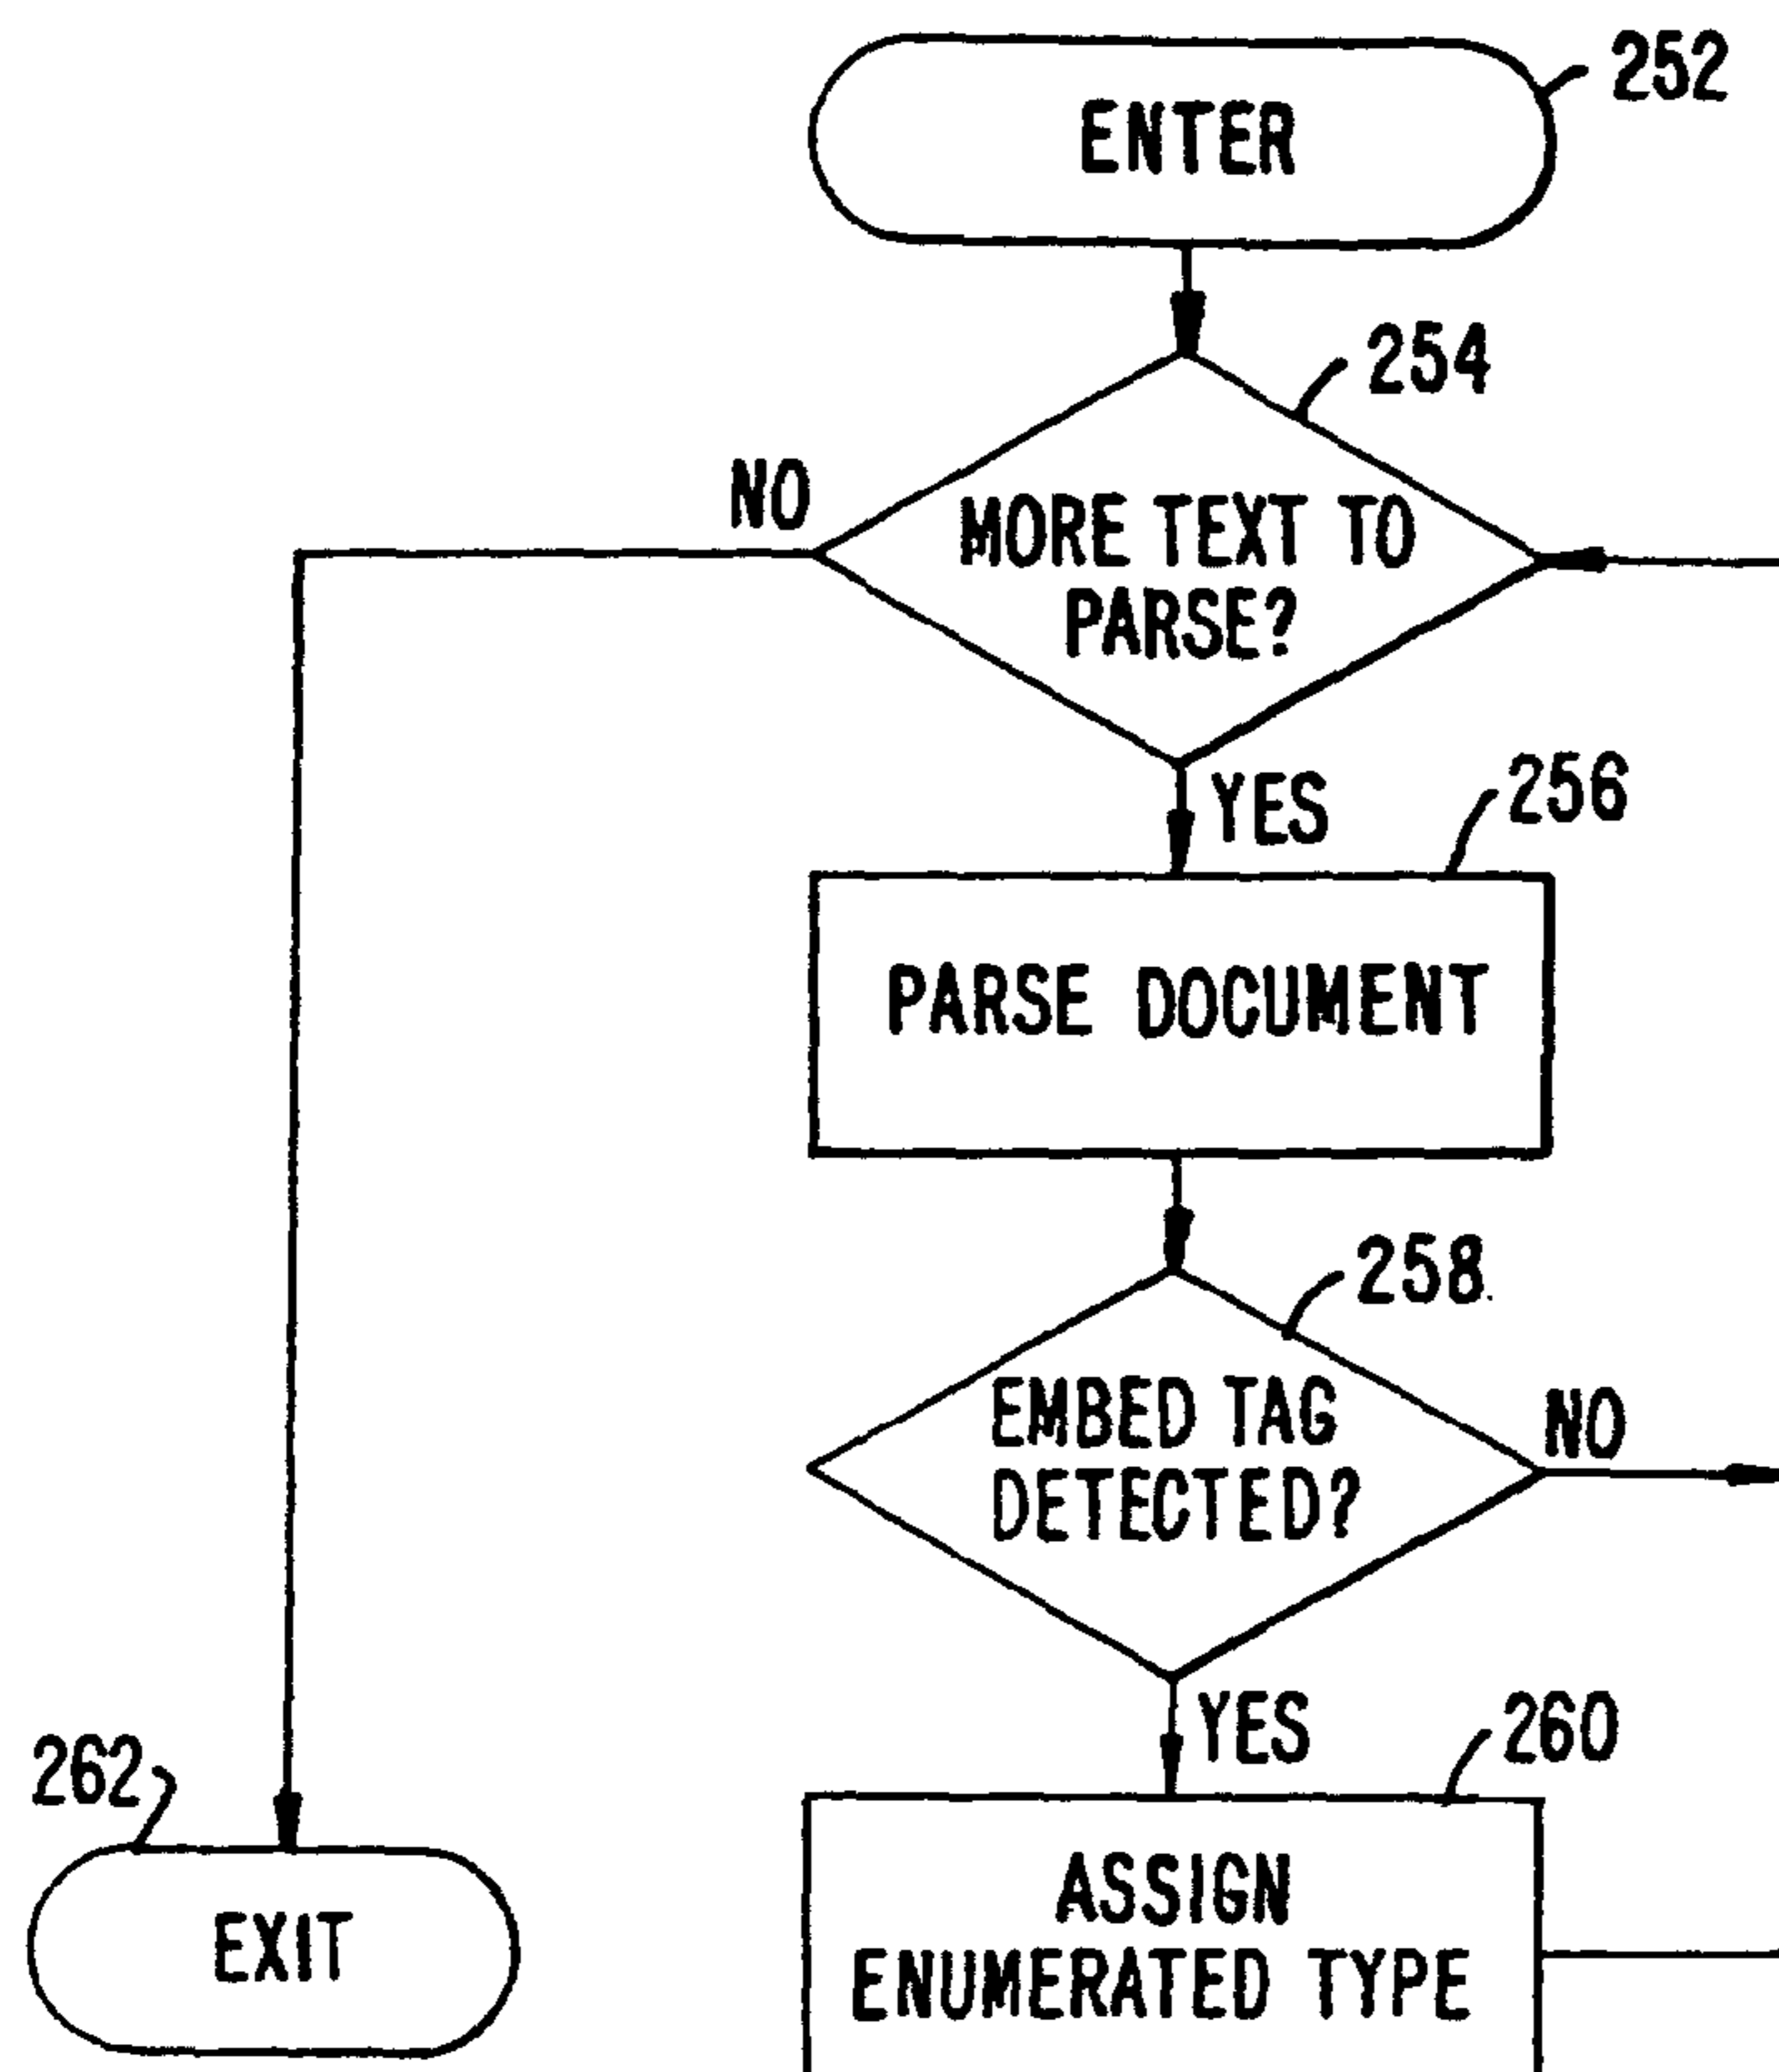 252
ENTER
254
NO
MORE TEXT TO
PARSE?
YES
256
PARSE DOCUMENT
258
EMBED TAG
DETECTED?
NO
YES
260
262
ASSIGN
ENUMERATED TYPE
EXIT